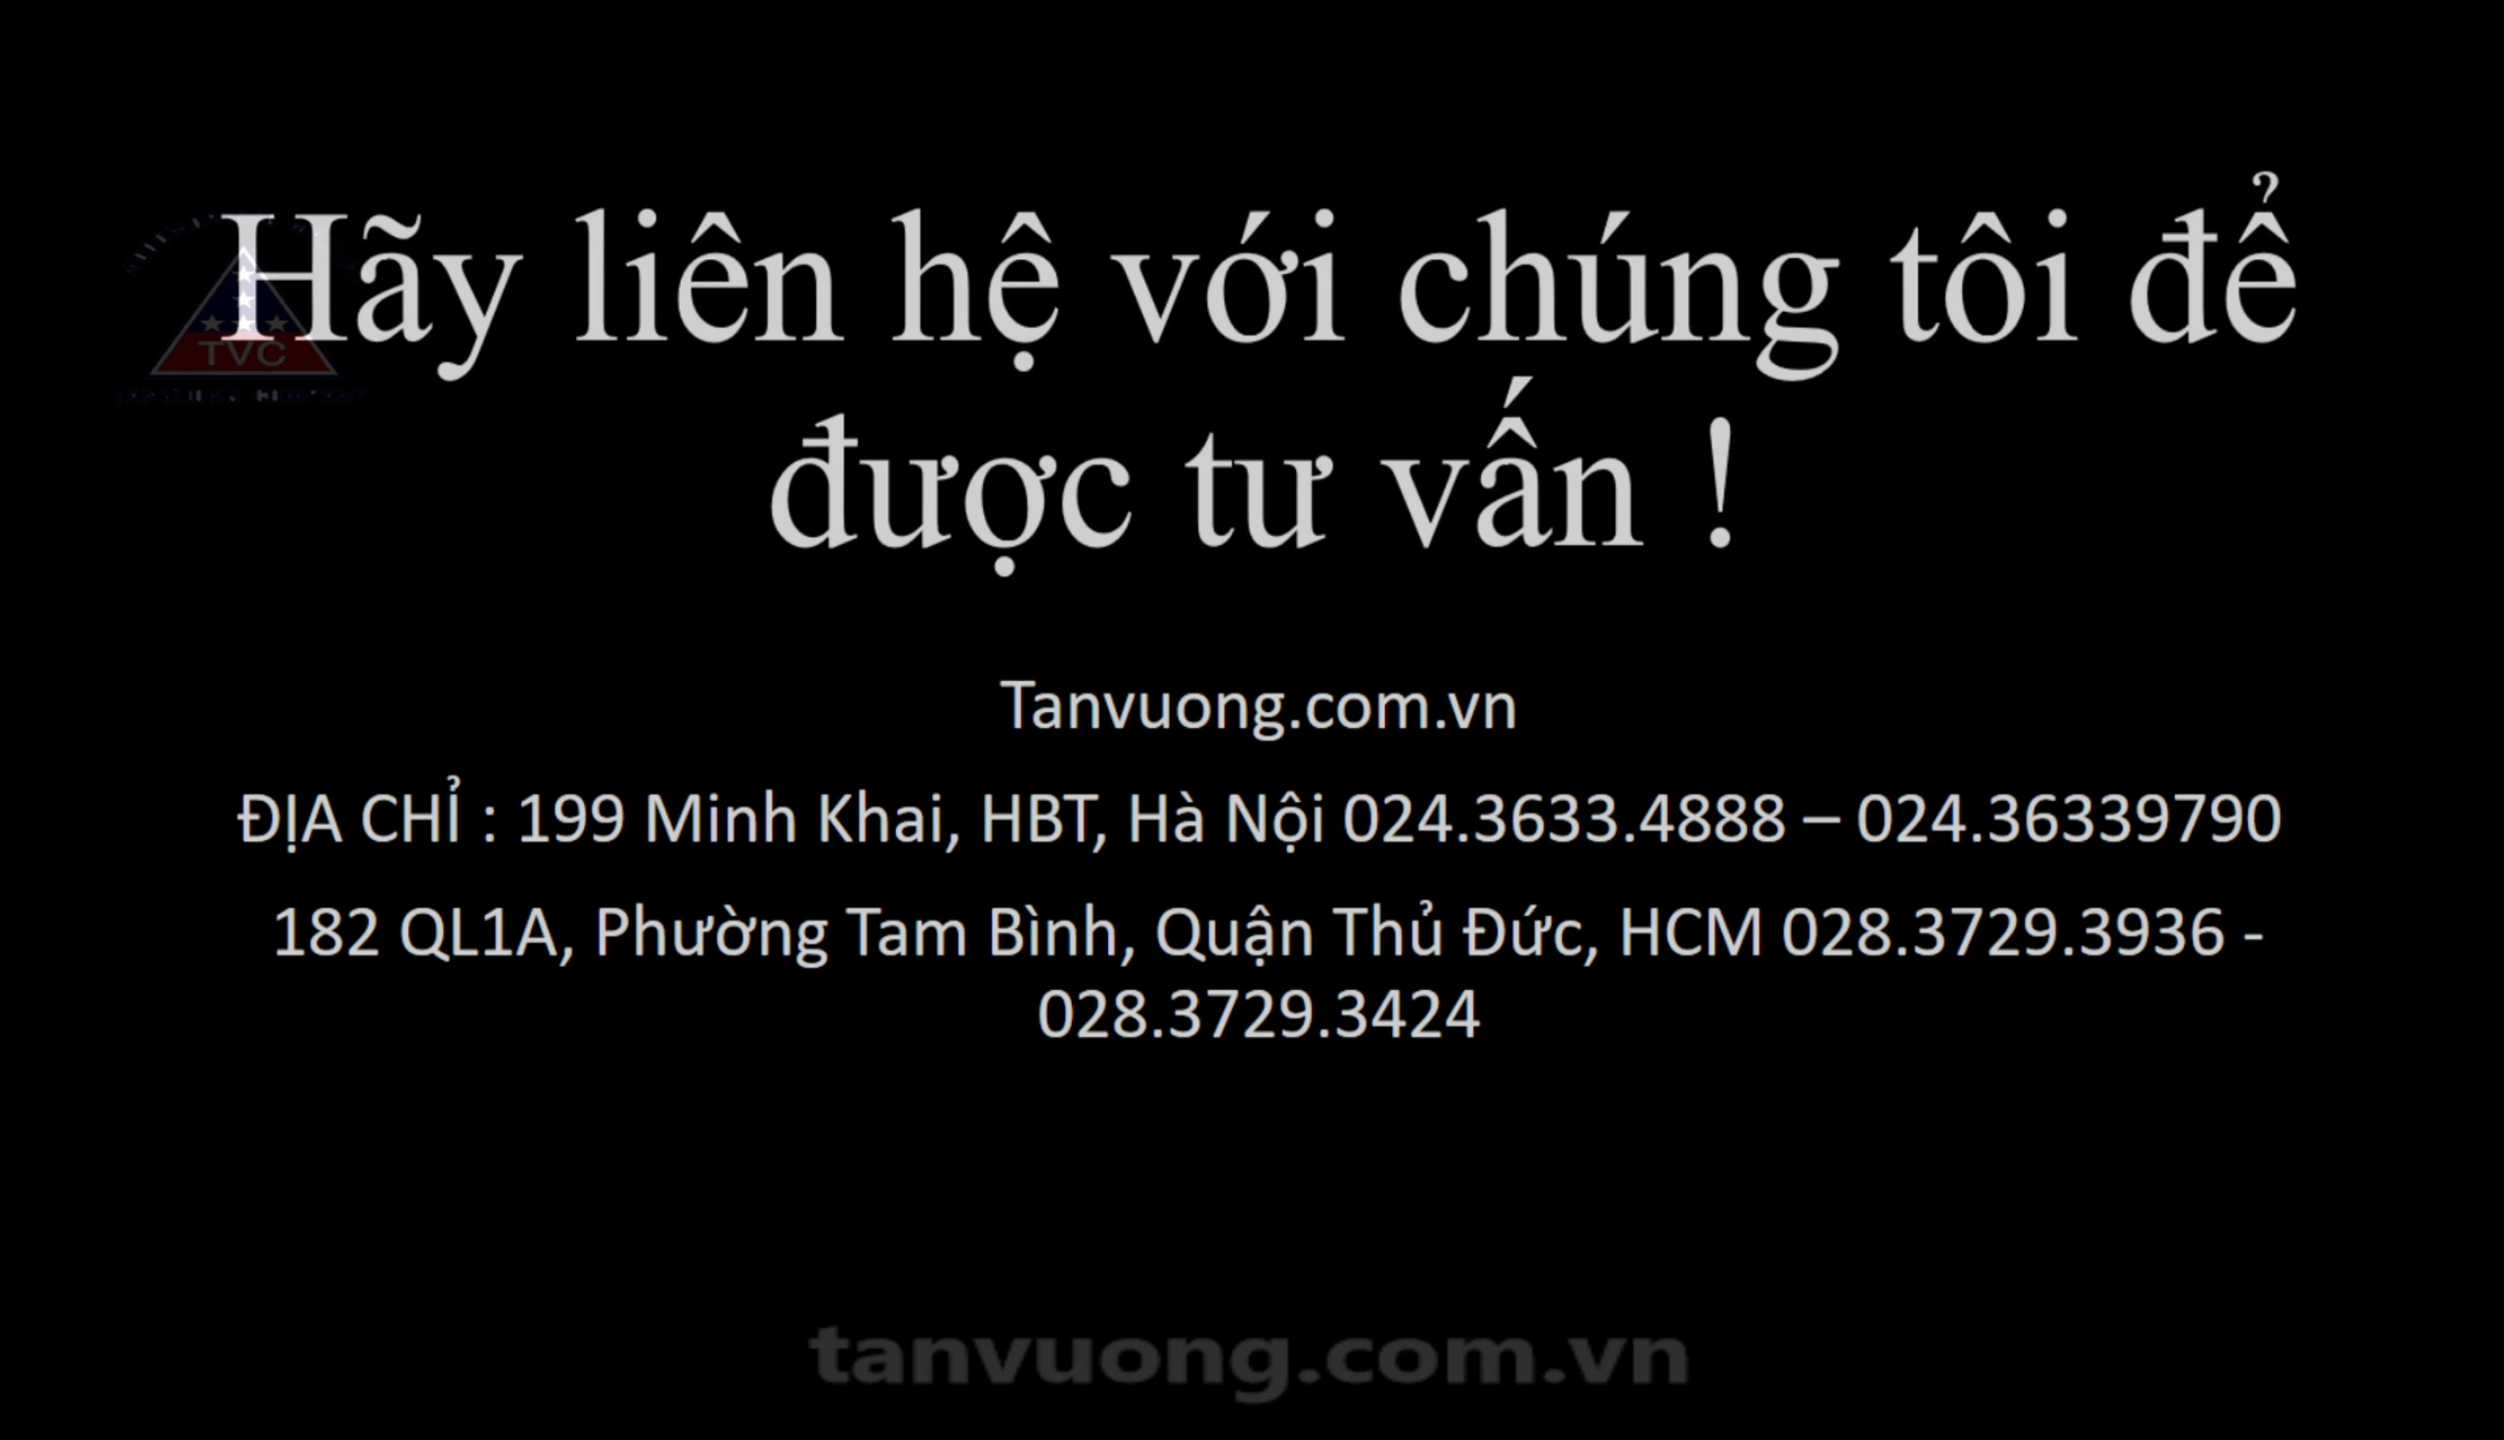 Hãy liên hệ với chúng tôi để
được tư vấn !
TVC
Tanvuong.com.vn
ĐỊA CHỈ : 199 Minh Khai, HBT, Hà Nội 024.3633.4888 – 024.36339790
182 QL1A, Phường Tam Bình, Quận Thủ Đức, HCM 028.3729.3936 -
028.3729.3424
tanvuong.com.vn